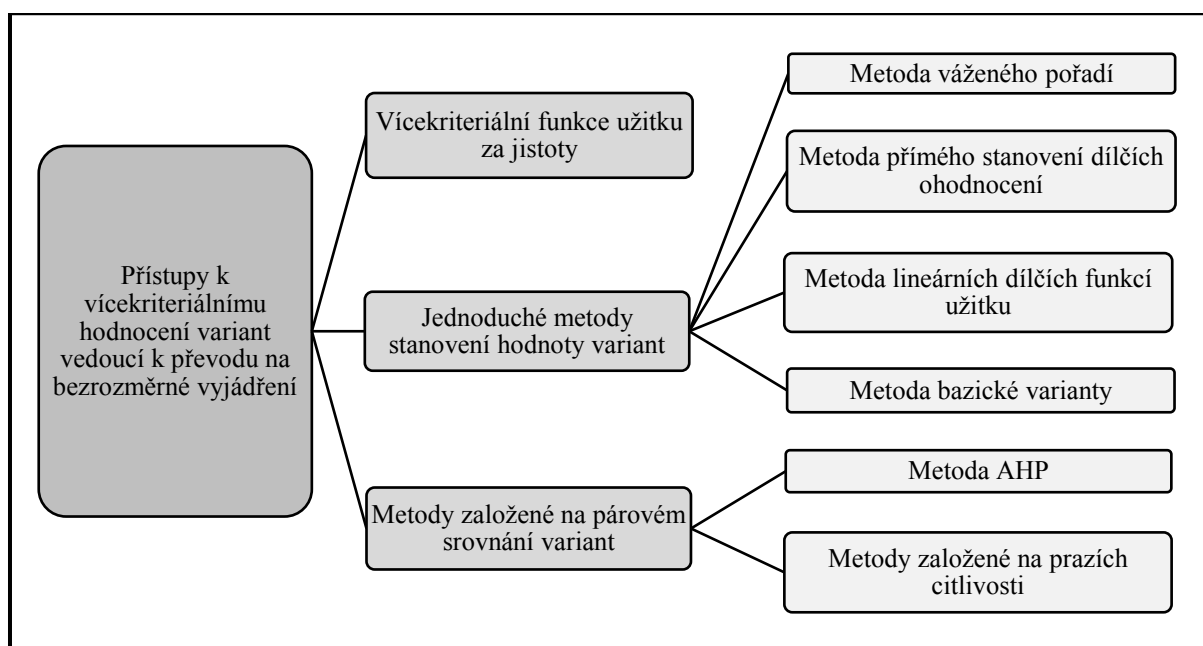 Přístupy k
vícekriteriálnímu
hodnocení variant
vedoucí k převodu na
bezrozměrné vyjádření
Vícekriteriální funkce užitku
za jistoty
Jednoduché metody
stanovení hodnoty variant
Metody založené na párovém
srovnání variant
Metoda váženého pořadí
Metoda přímého stanovení dílčích
ohodnocení
Metoda lineárních dílčích funkcí
užitku
Metoda bazické varianty
Metoda AHP
Metody založené na prazích
citlivosti